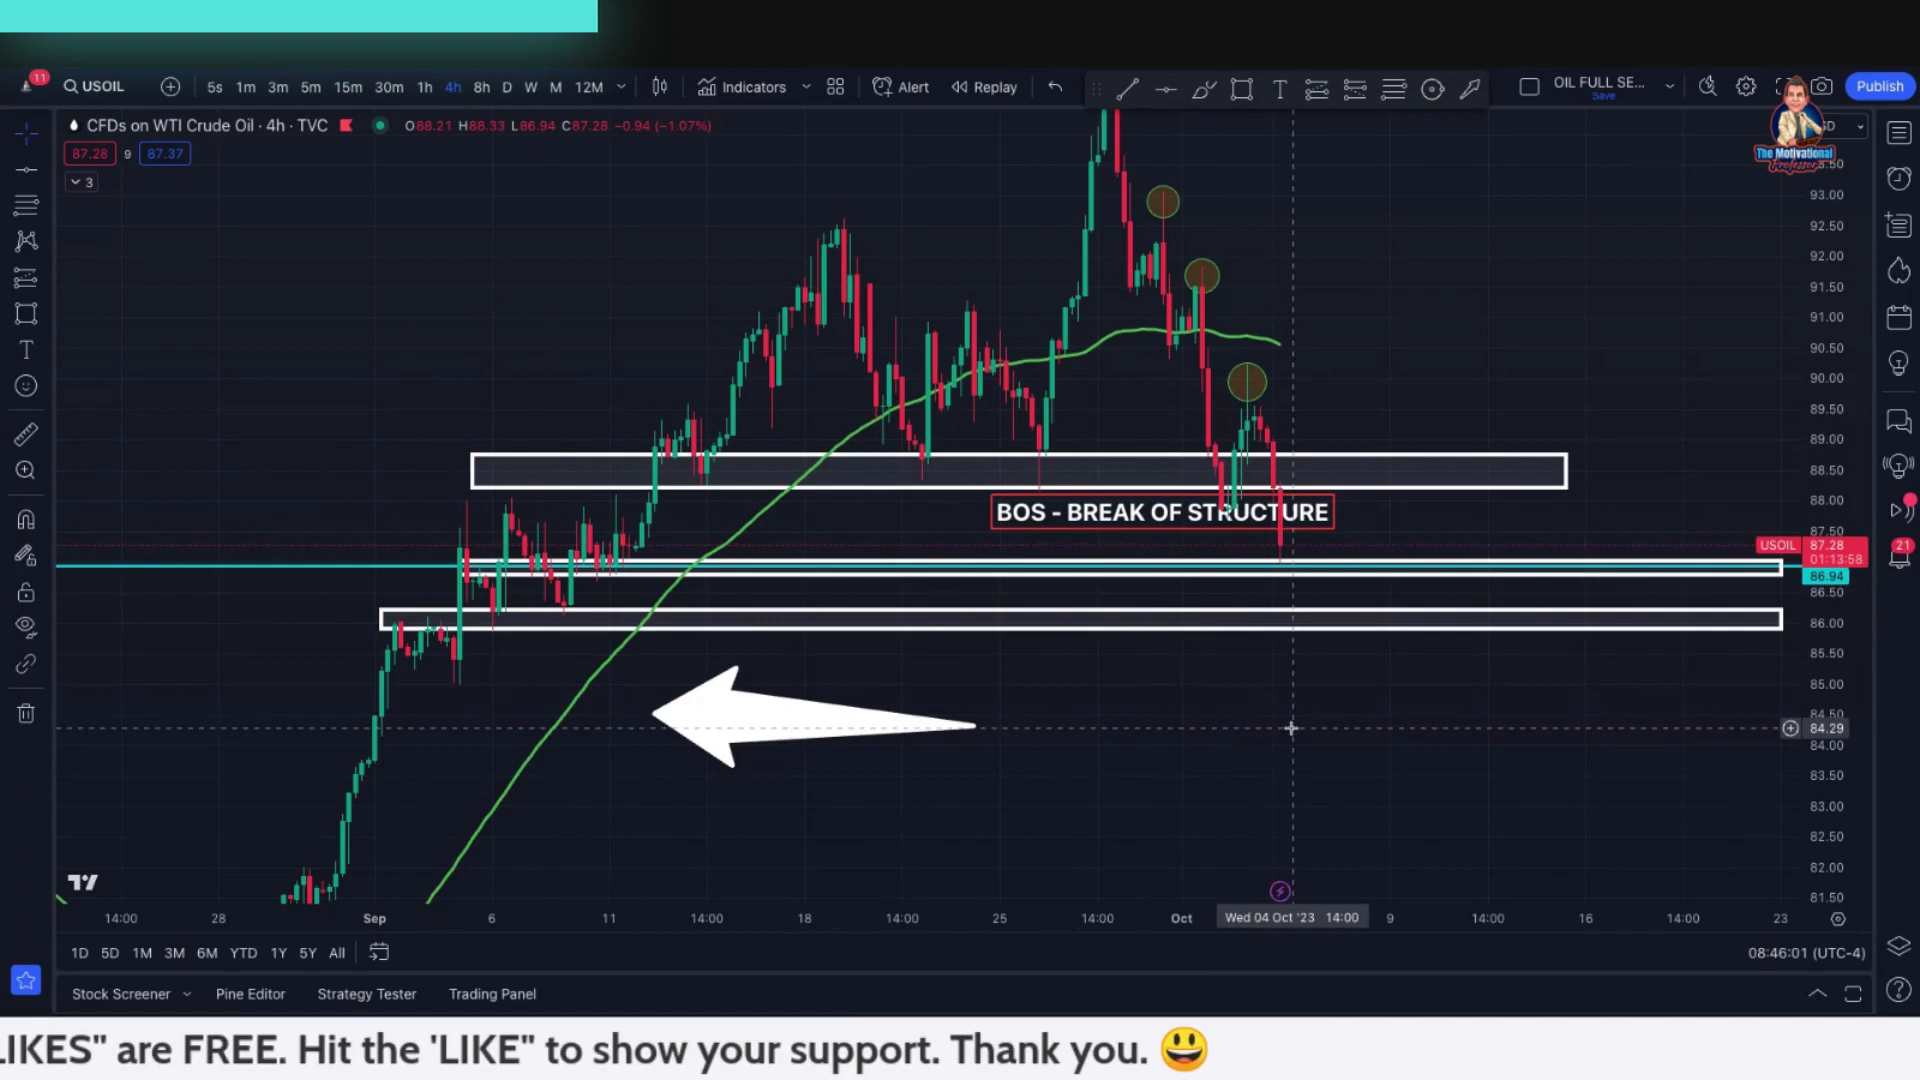 11
USOIL
5s 1m 3m 5m 15m 30m 1h 4h 8h D W M 12M
Indicators
Alert
Replay
OIL FULL SE...
Save
Publish
CFDs on WTI Crude Oil · 4h · TVC
O88.21 H88.33 L86.94 C87.28 −0.94 (−1.07%)
87.28 9 87.37
3
The Motivational
Professor
93.00
92.50
92.00
91.50
91.00
90.50
90.00
89.50
89.00
88.50
88.00
BOS - BREAK OF STRUCTURE
87.50
USOIL 87.28
01:13:58
86.94
86.50
86.00
85.50
85.00
84.50
84.29
84.00
83.50
83.00
82.50
82.00
81.50
21
14:00 28 Sep 6 11 14:00 18 14:00 25 14:00 Oct Wed 04 Oct '23 14:00 9 14:00 16 14:00 23
1D 5D 1M 3M 6M YTD 1Y 5Y All
08:46:01 (UTC-4)
Stock Screener Pine Editor Strategy Tester Trading Panel
LIKES" are FREE. Hit the 'LIKE" to show your support. Thank you.